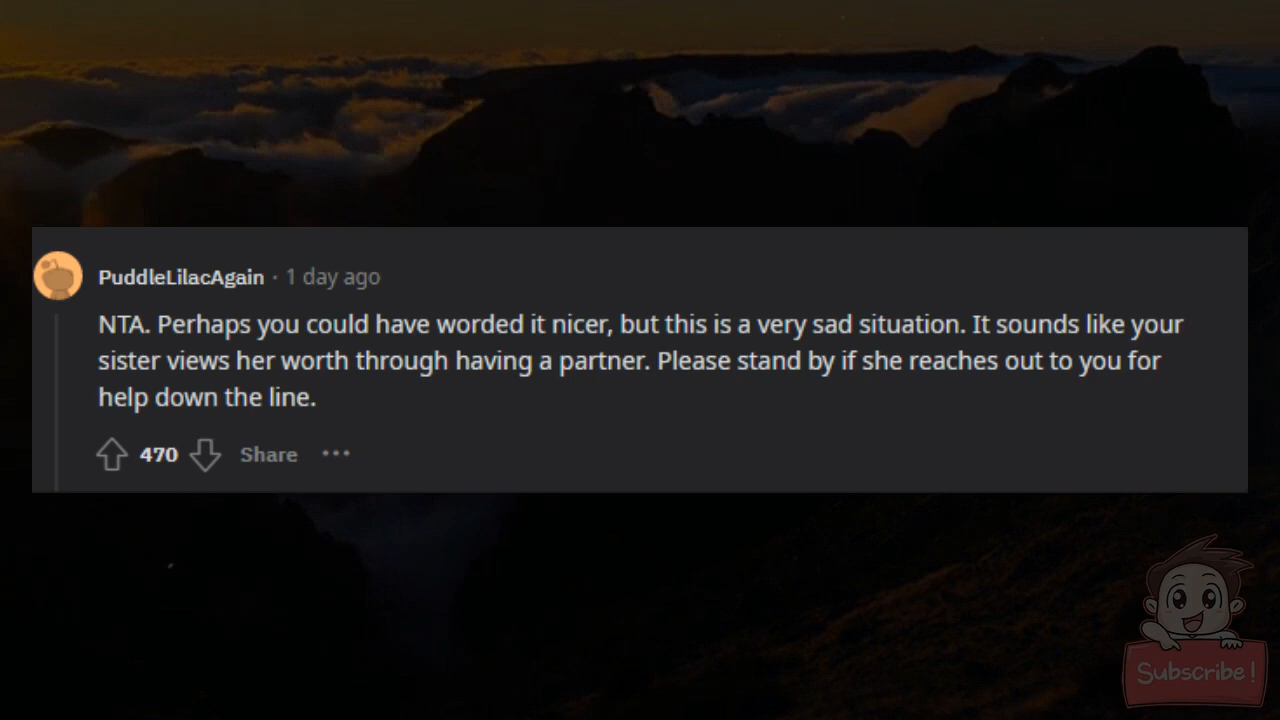 PuddleLilacAgain · 1 day ago
NTA. Perhaps you could have worded it nicer, but this is a very sad situation. It sounds like your
sister views her worth through having a partner. Please stand by if she reaches out to you for
help down the line.
470 Share ···
Subscribe!